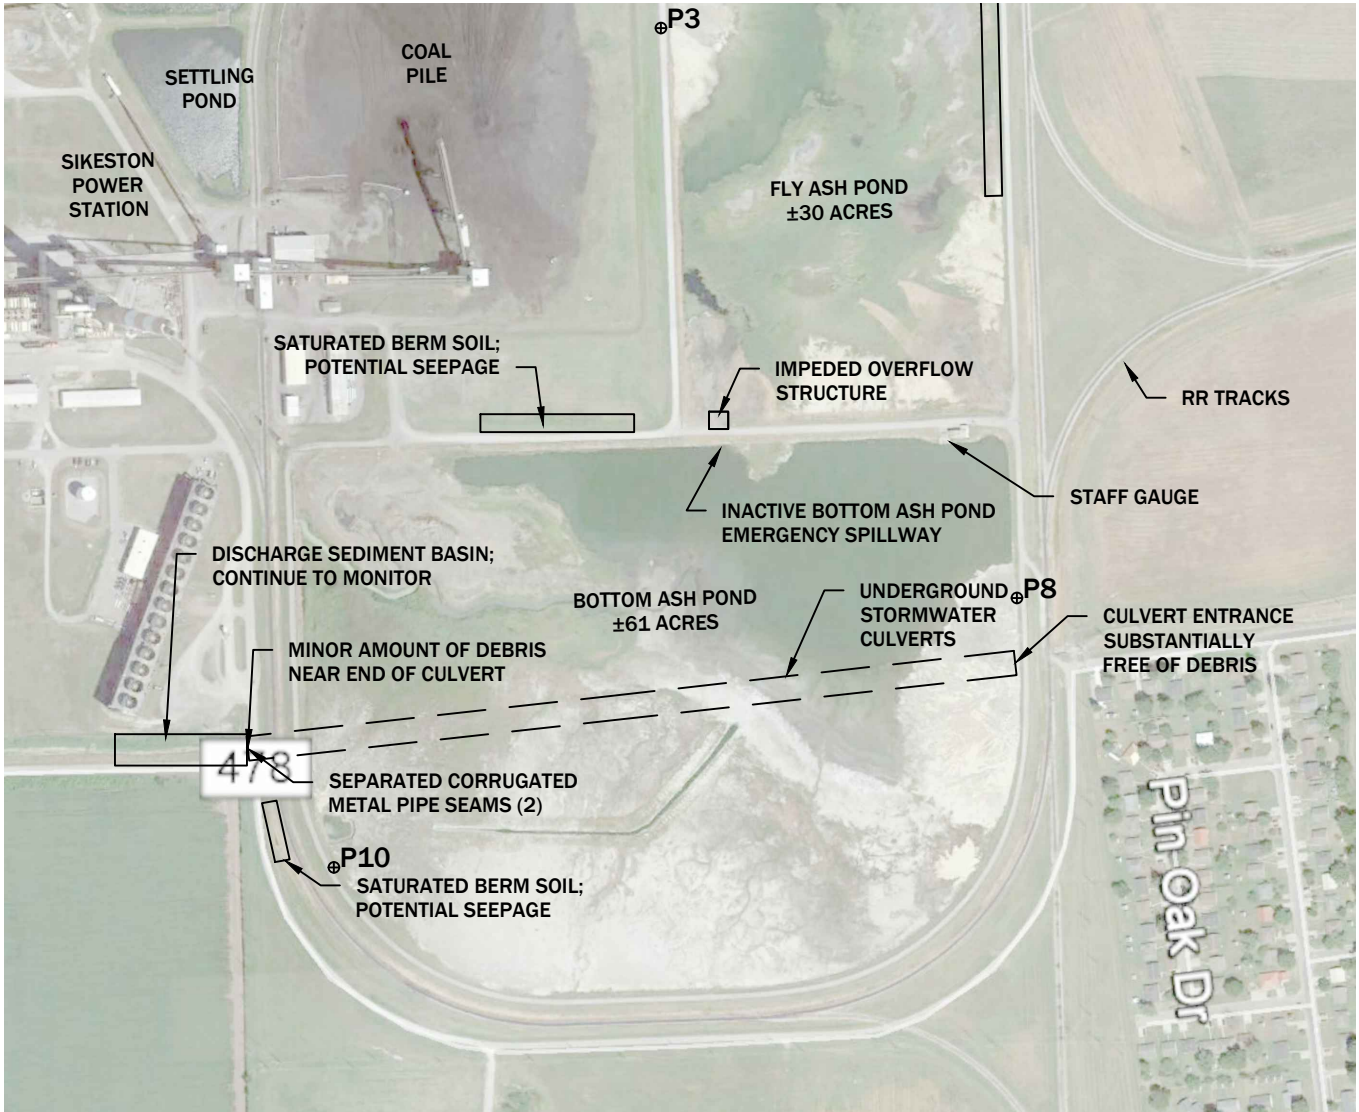 P3
COAL
PILE
SETTLING
POND
SIKESTON
POWER
STATION
FLY ASH POND
±30 ACRES
SATURATED BERM SOIL;
POTENTIAL SEEPAGE
IMPEDED OVERFLOW
STRUCTURE
RR TRACKS
STAFF GAUGE
INACTIVE BOTTOM ASH POND
EMERGENCY SPILLWAY
DISCHARGE SEDIMENT BASIN;
CONTINUE TO MONITOR
BOTTOM ASH POND
±61 ACRES
UNDERGROUND
STORMWATER
CULVERTS
P8
CULVERT ENTRANCE
SUBSTANTIALLY
FREE OF DEBRIS
MINOR AMOUNT OF DEBRIS
NEAR END OF CULVERT
478
SEPARATED CORRUGATED
METAL PIPE SEAMS (2)
P10
SATURATED BERM SOIL;
POTENTIAL SEEPAGE
Pin-Oak Dr